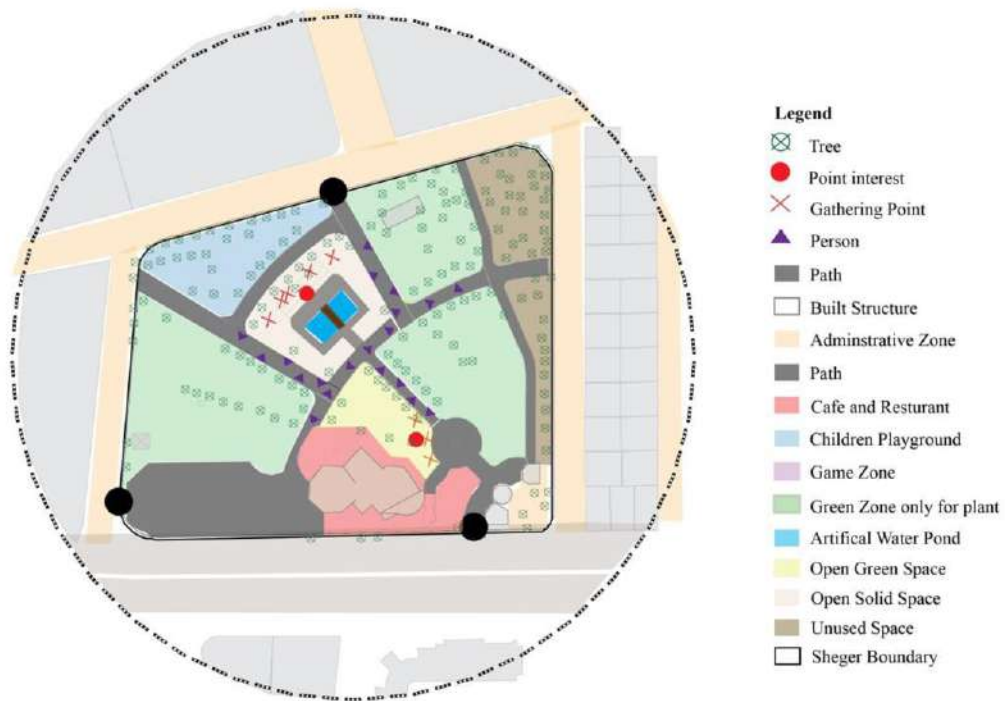 Legend
Tree
Point interest
Gathering Point
Person
Path
Built Structure
Adminstrative Zone
Path
Cafe and Resturant
Children Playground
Game Zone
Green Zone only for plant
Artifical Water Pond
Open Green Space
Open Solid Space
Unused Space
Sheger Boundary